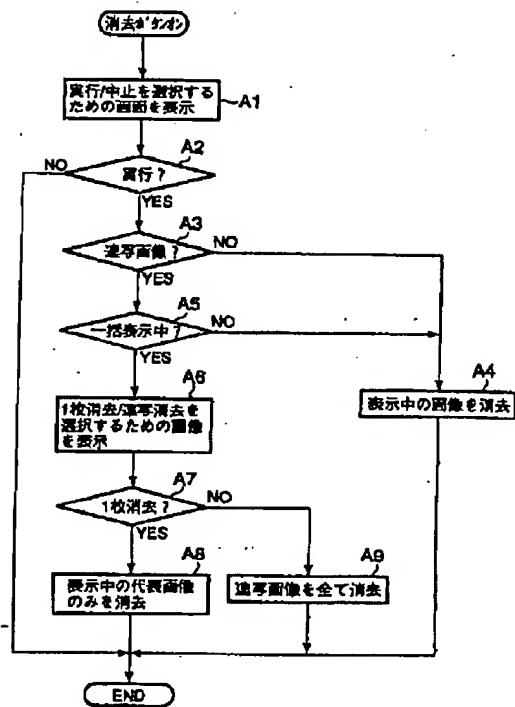 消去ボタンオン
実行/中止を選択する
ための画面を表示
A1
A2
NO
実行?
YES
A3
NO
連写画像?
YES
A5
NO
一括表示中?
YES
A4
表示中の画像を消去
A6
1枚消去/連写消去を
選択するための画像
を表示
A7
NO
1枚消去?
YES
A8
表示中の代表画像
のみを消去
A9
連写画像を全て消去
END